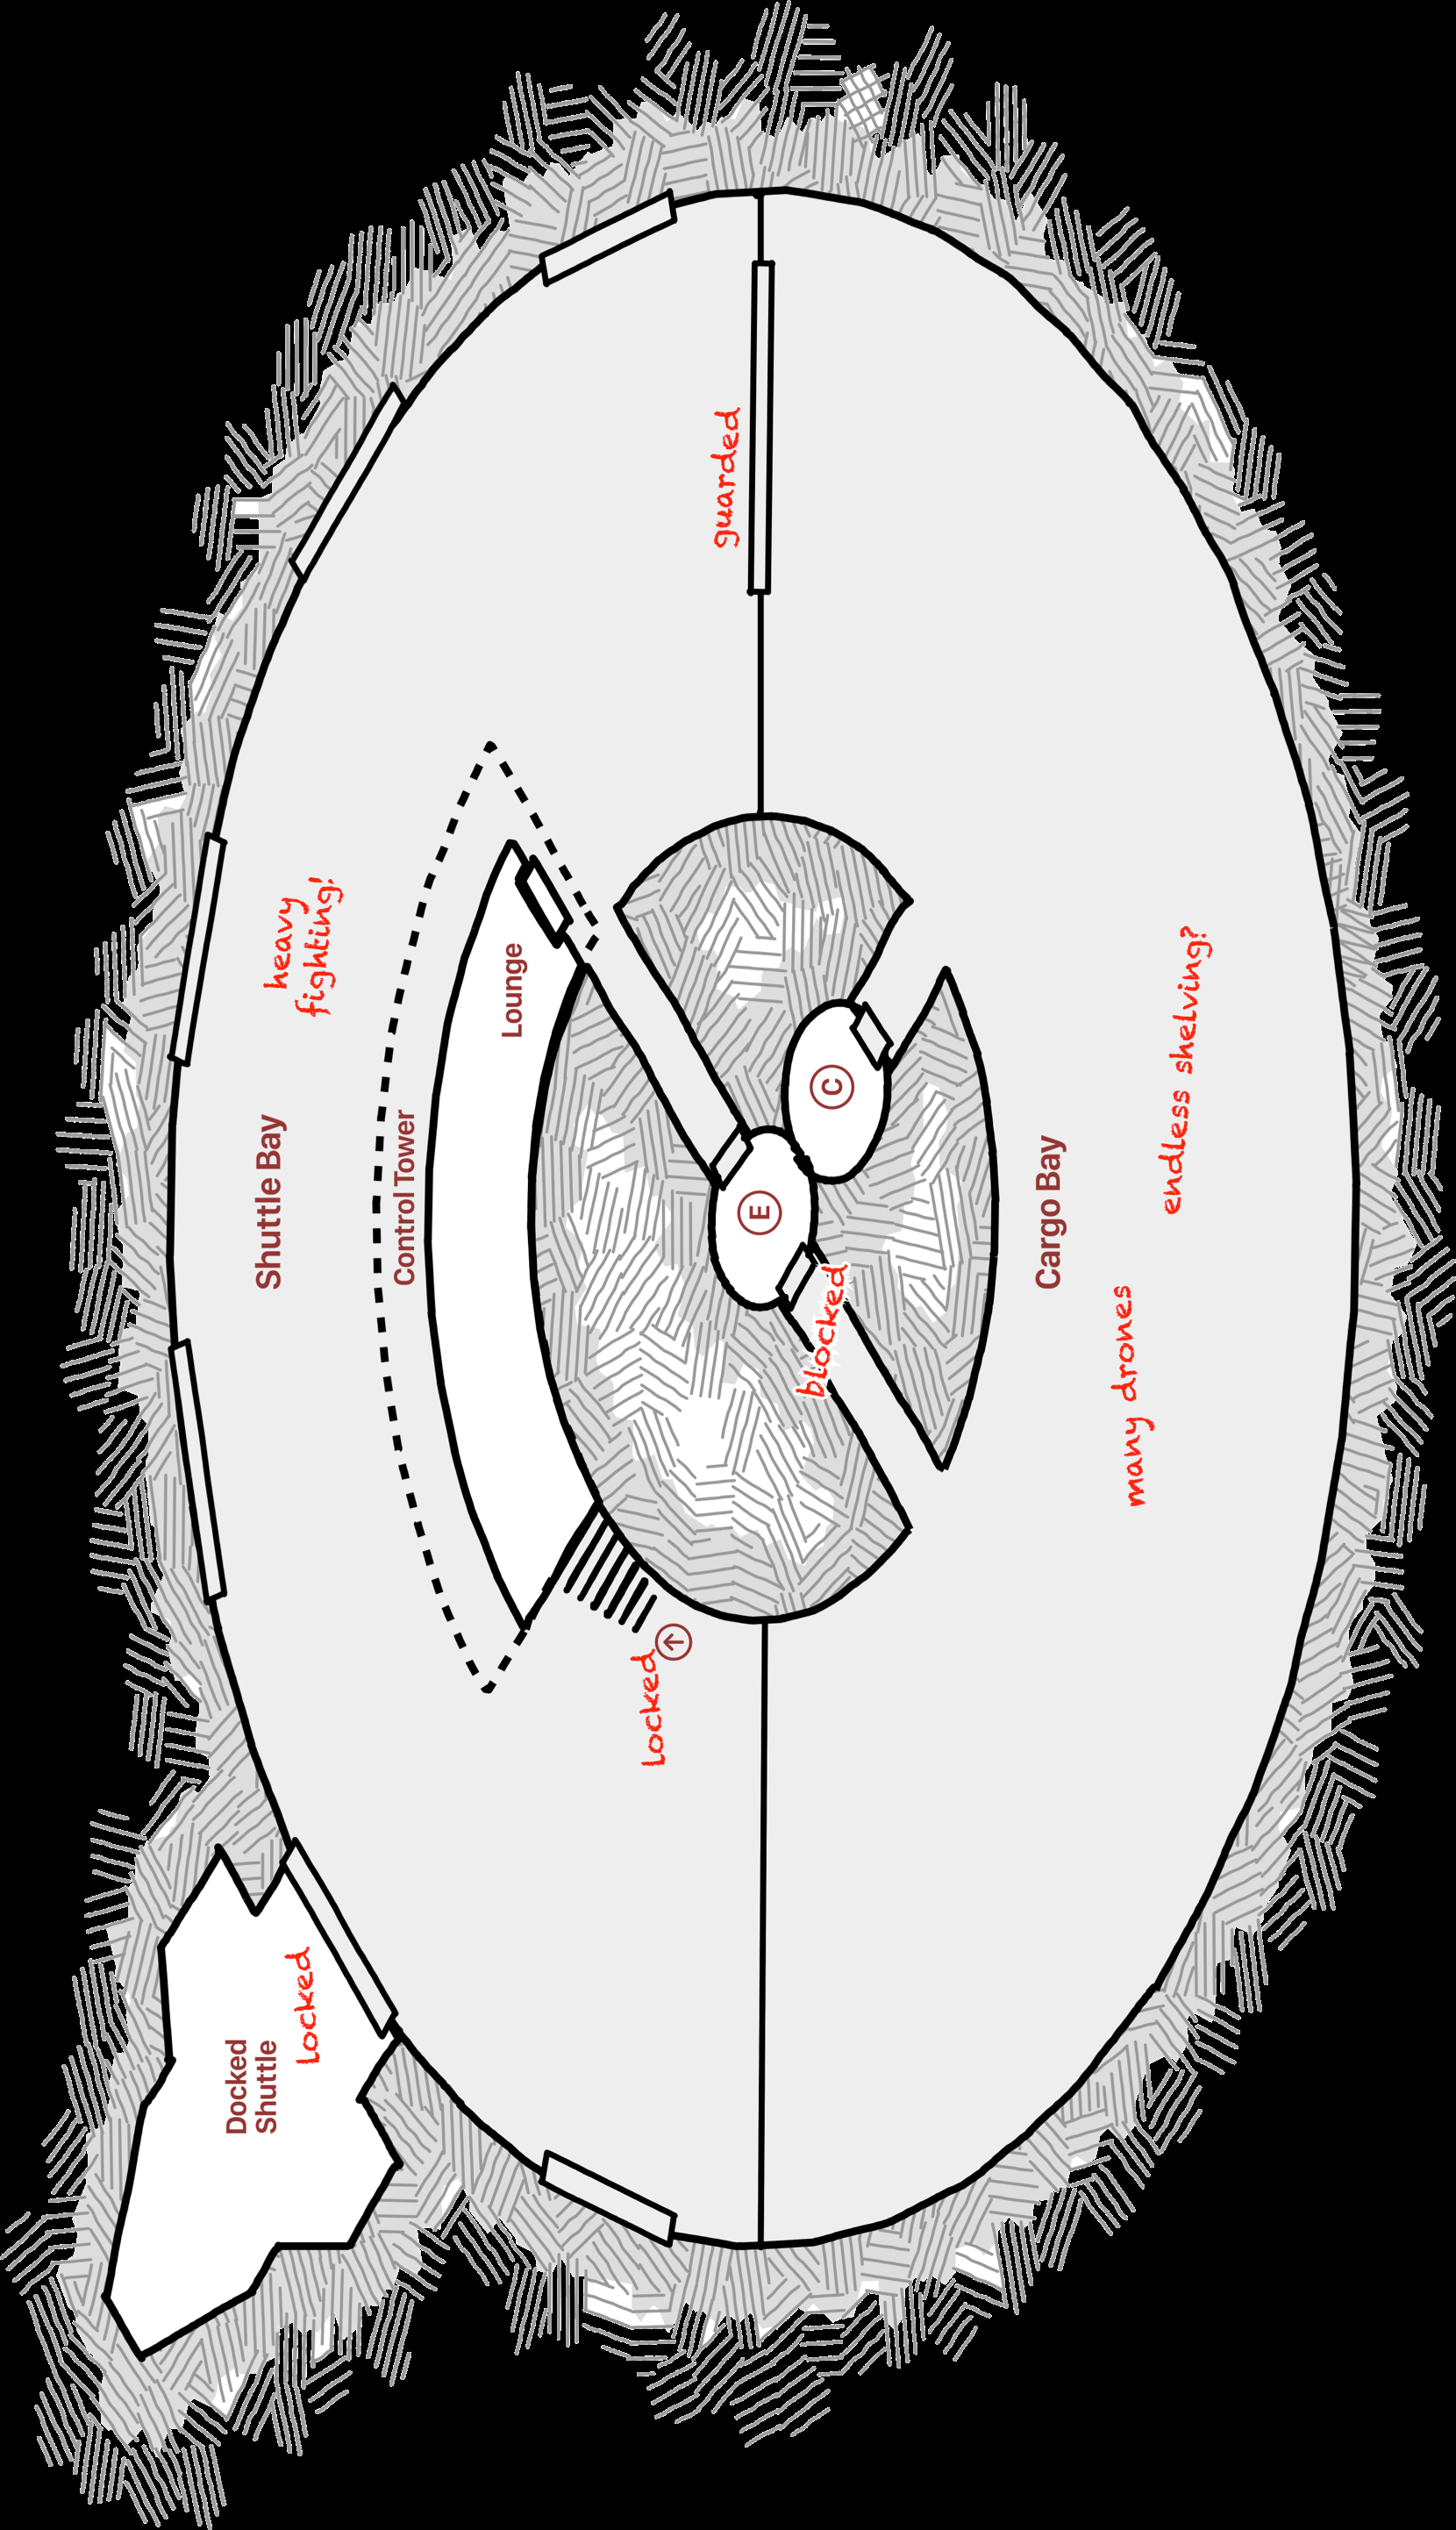 Shuttle Bay
heavy
fighting!
Control Tower
Lounge
guarded
Locked
↑
Docked
Shuttle
Locked
E
C
blocked
Cargo Bay
many drones
endless shelving?